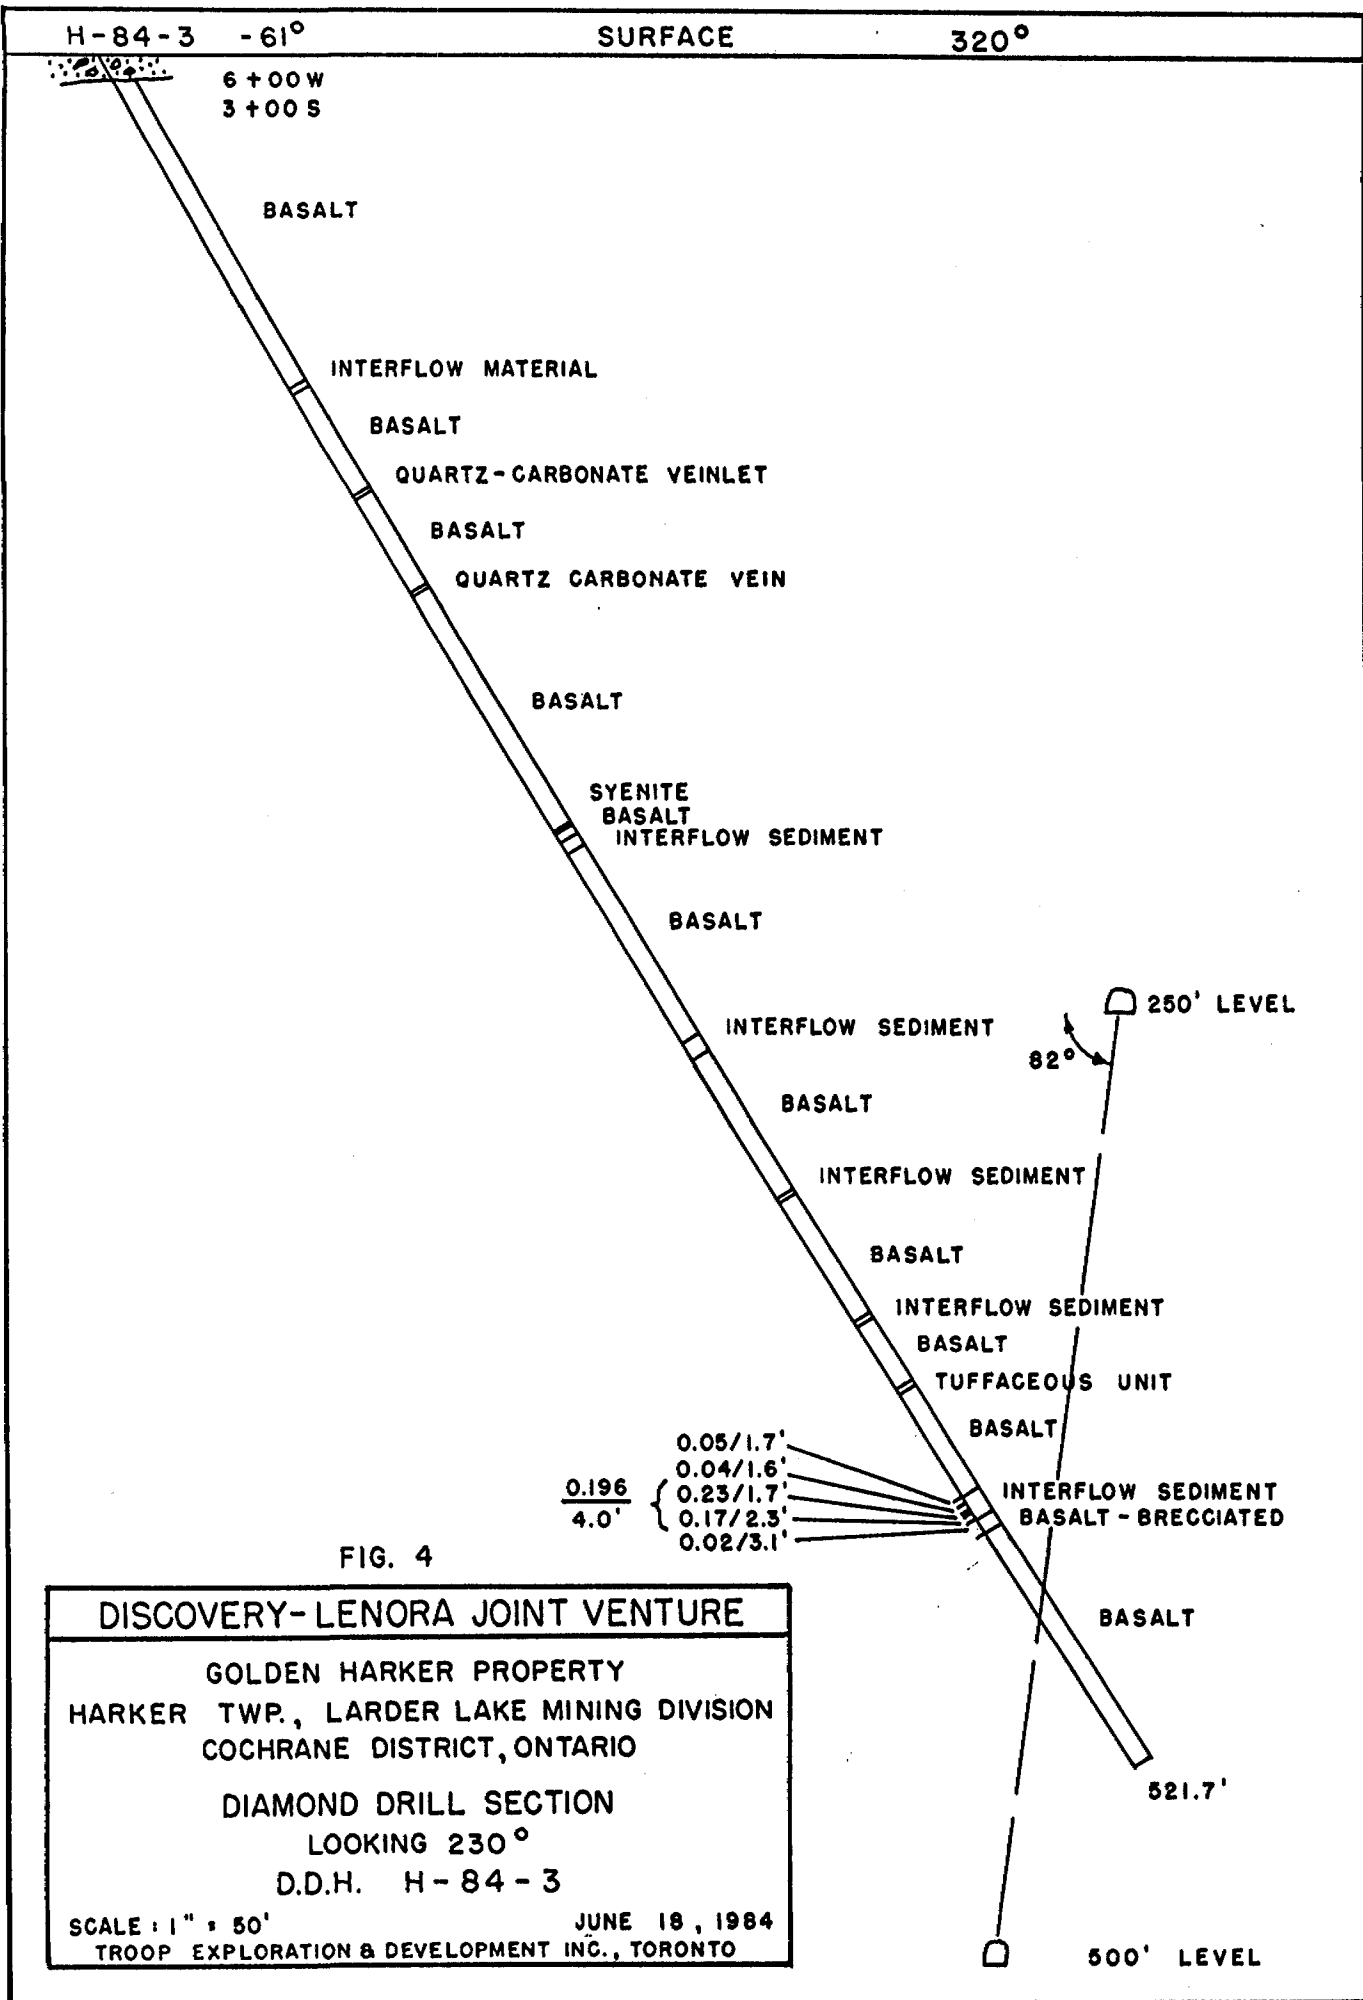 H-84-3 -61° SURFACE 320°
6+00W
3+00S
BASALT
INTERFLOW MATERIAL
BASALT
QUARTZ-CARBONATE VEINLET
BASALT
QUARTZ CARBONATE VEIN
BASALT
SYENITE
BASALT
INTERFLOW SEDIMENT
BASALT
250' LEVEL
INTERFLOW SEDIMENT
82°
BASALT
INTERFLOW SEDIMENT
BASALT
INTERFLOW SEDIMENT
BASALT
TUFFACEOUS UNIT
BASALT
0.05/1.7'
0.04/1.6'
0.196
4.0'
0.23/1.7'
0.17/2.3'
0.02/3.1'
INTERFLOW SEDIMENT
BASALT-BRECCIATED
BASALT
521.7'
500' LEVEL
FIG. 4
DISCOVERY-LENORA JOINT VENTURE
GOLDEN HARKER PROPERTY
HARKER TWP., LARDER LAKE MINING DIVISION
COCHRANE DISTRICT, ONTARIO
DIAMOND DRILL SECTION
LOOKING 230°
D.D.H. H-84-3
SCALE: 1" = 50' JUNE 18, 1984
TROOP EXPLORATION & DEVELOPMENT INC., TORONTO